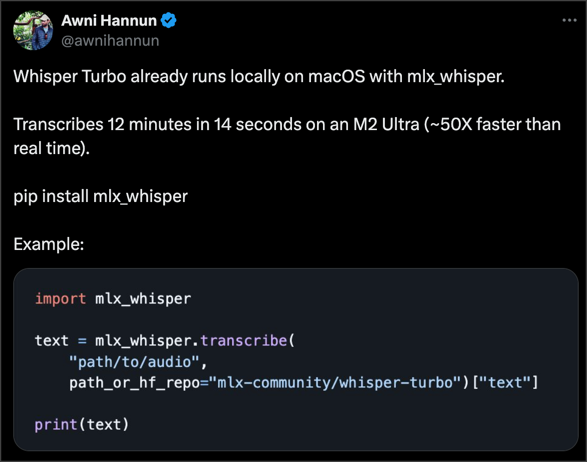 Awni Hannun
@awnihannun
Whisper Turbo already runs locally on macOS with mlx_whisper.
Transcribes 12 minutes in 14 seconds on an M2 Ultra (~50X faster than
real time).
pip install mlx_whisper
Example:
import mlx_whisper
text = mlx_whisper.transcribe(
    "path/to/audio",
    path_or_hf_repo="mlx-community/whisper-turbo")["text"]
print(text)